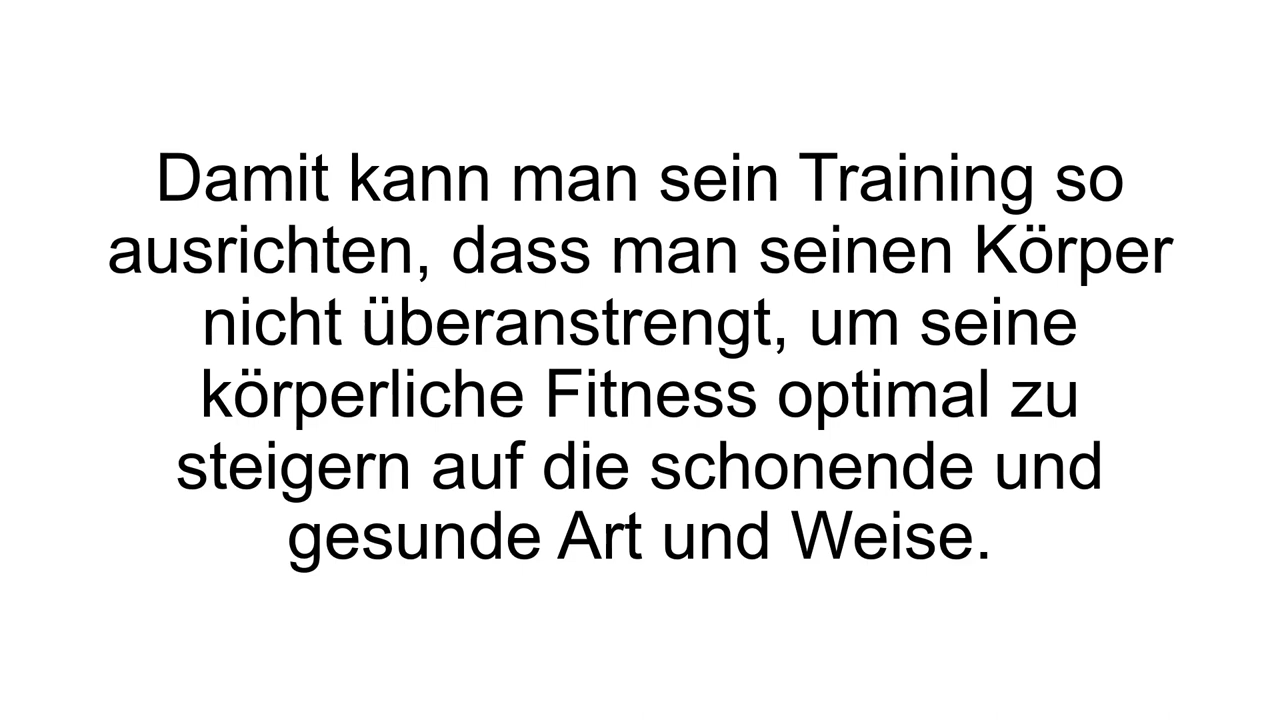 Damit kann man sein Training so
ausrichten, dass man seinen Körper
nicht überanstrengt, um seine
körperliche Fitness optimal zu
steigern auf die schonende und
gesunde Art und Weise.